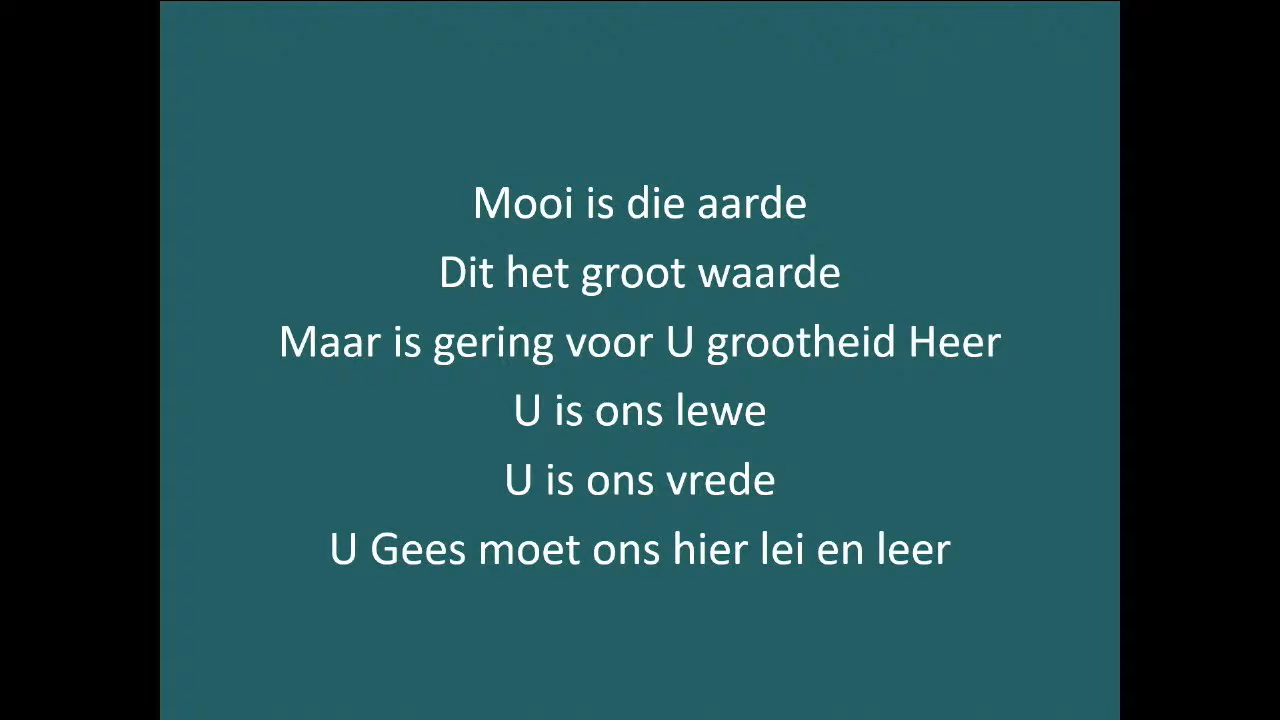 Mooi is die aarde
Dit het groot waarde
Maar is gering voor U grootheid Heer
U is ons lewe
U is ons vrede
U Gees moet ons hier lei en leer